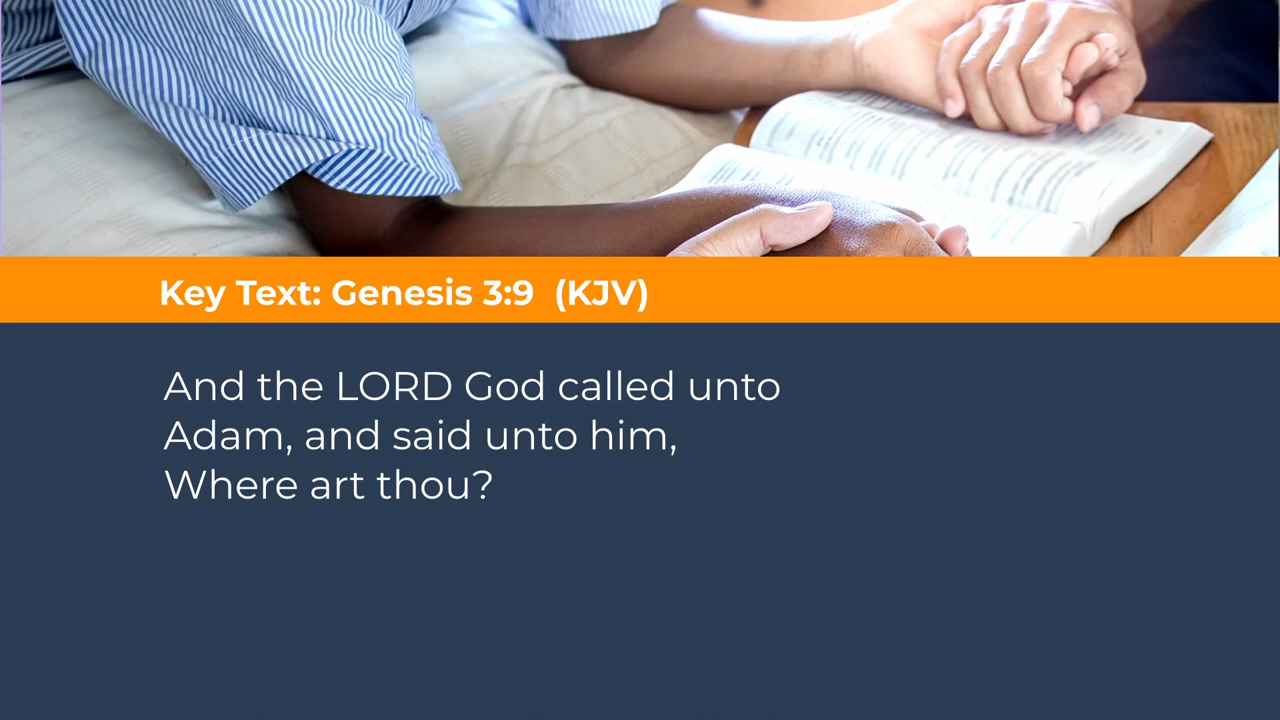 Key Text: Genesis 3:9  (KJV)
And the LORD God called unto
Adam, and said unto him,
Where art thou?